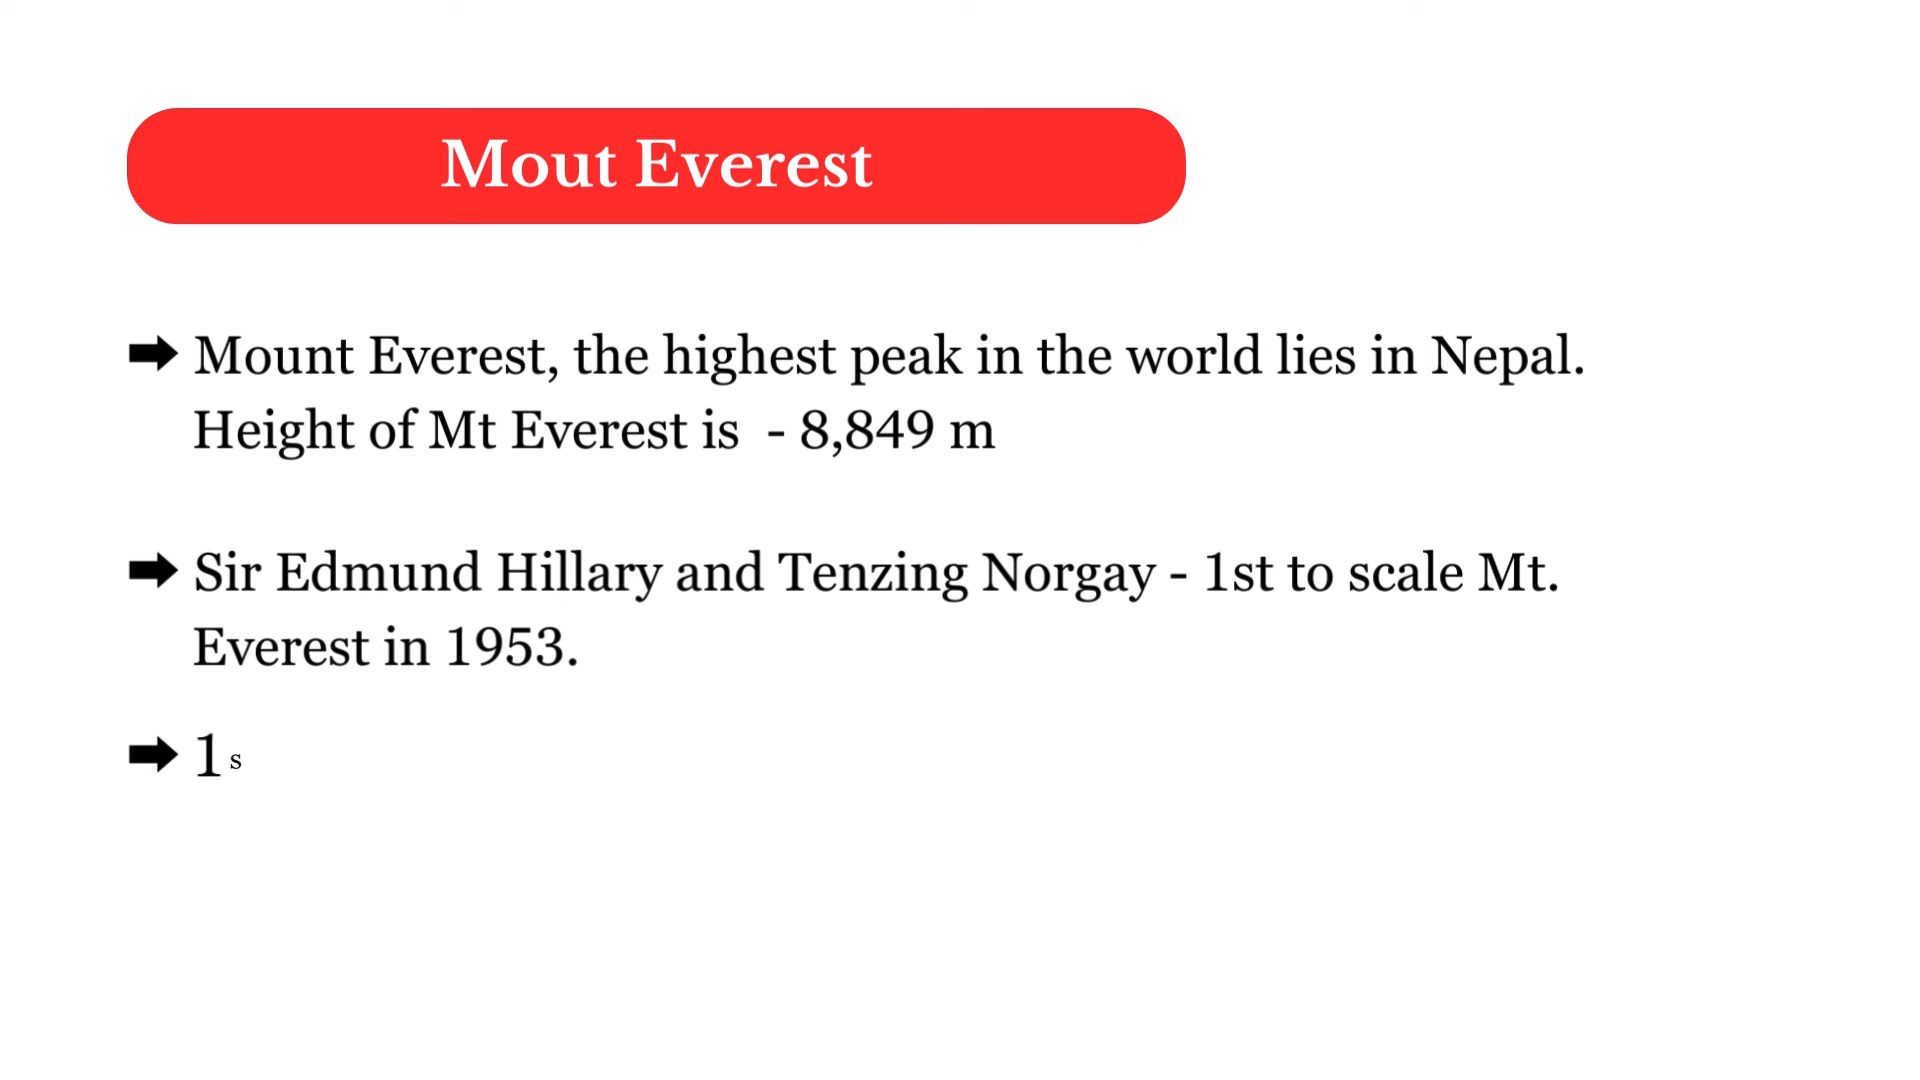 Mout Everest
Mount Everest, the highest peak in the world lies in Nepal.
Height of Mt Everest is - 8,849 m
Sir Edmund Hillary and Tenzing Norgay - 1st to scale Mt.
Everest in 1953.
1 s